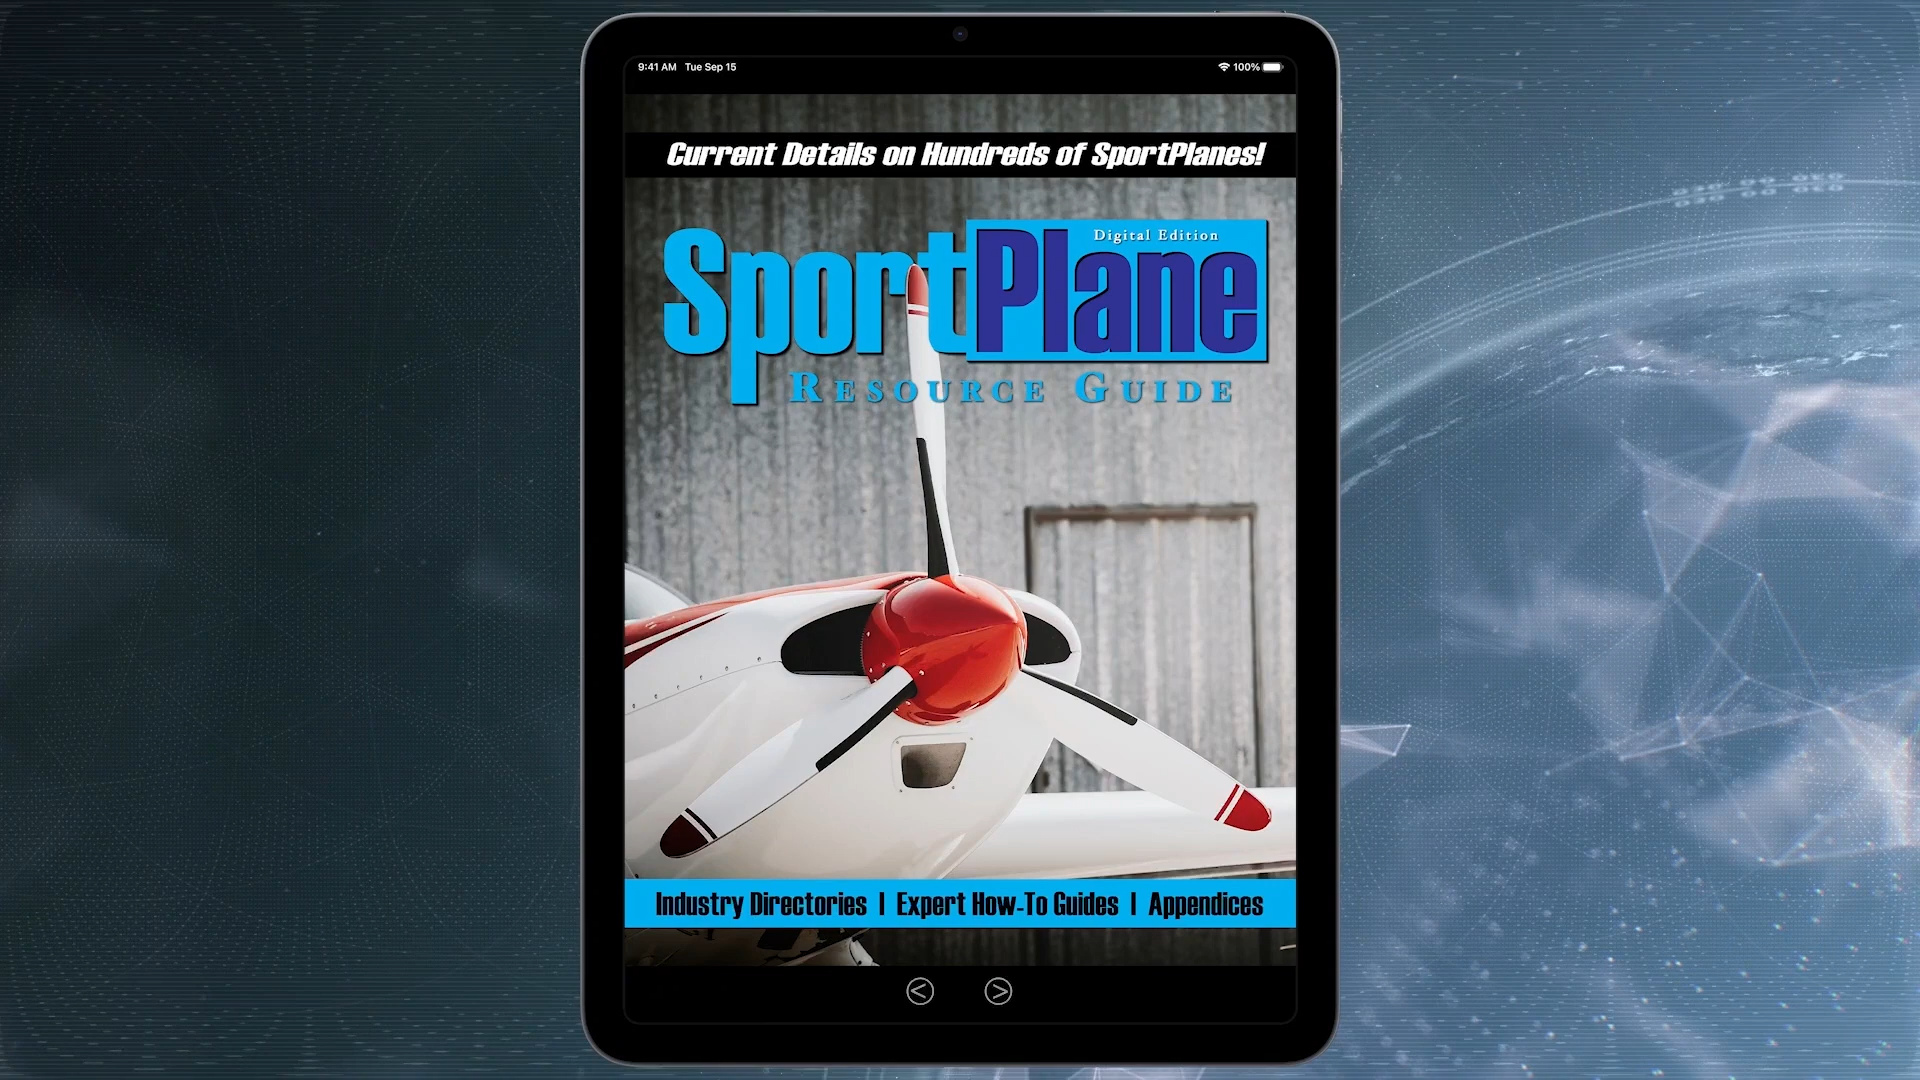 9:41 AM Tue Sep 15
100%
Current Details on Hundreds of SportPlanes!
Digital Edition
SportPlane
Resource Guide
Industry Directories | Expert How-To Guides | Appendices